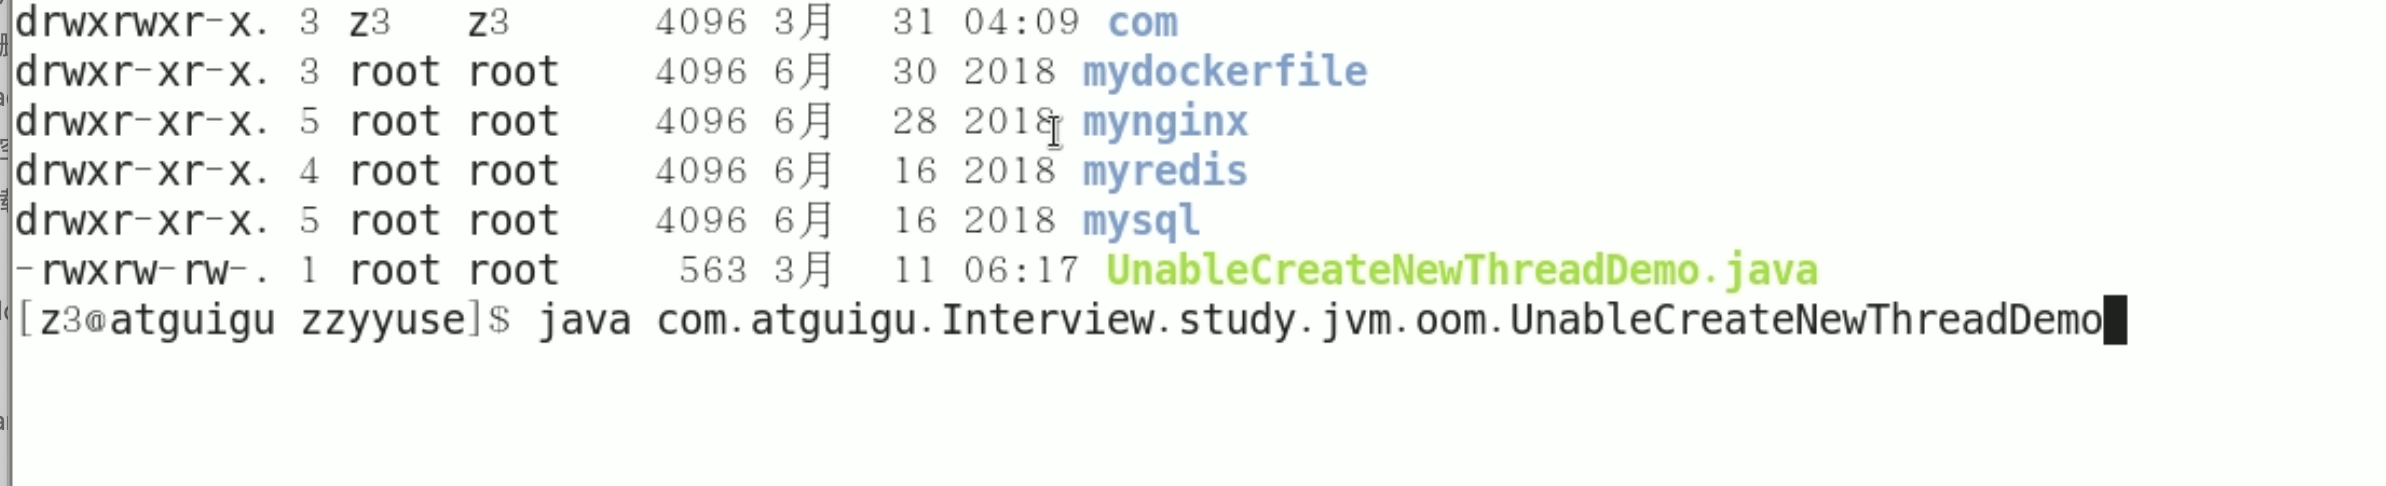 drwxrwxr-x. 3 z3   z3     4096 3月  31 04:09 com
drwxr-xr-x. 3 root root   4096 6月  30 2018 mydockerfile
drwxr-xr-x. 5 root root   4096 6月  28 2018 mynginx
drwxr-xr-x. 4 root root   4096 6月  16 2018 myredis
drwxr-xr-x. 5 root root   4096 6月  16 2018 mysql
-rwxrw-rw-. 1 root root    563 3月  11 06:17 UnableCreateNewThreadDemo.java
[z3@atguigu zzyyuse]$ java com.atguigu.Interview.study.jvm.oom.UnableCreateNewThreadDemo